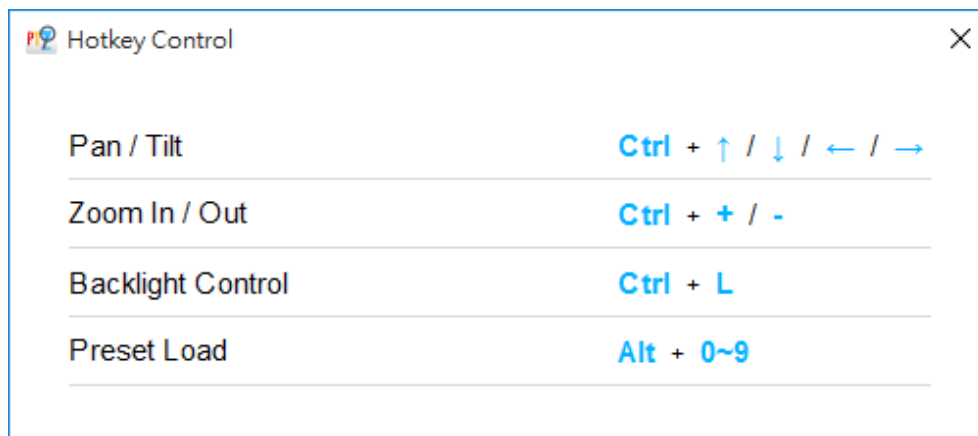 Hotkey Control
Pan / Tilt Ctrl + ↑ / ↓ / ← / →
Zoom In / Out Ctrl + + / -
Backlight Control Ctrl + L
Preset Load Alt + 0~9